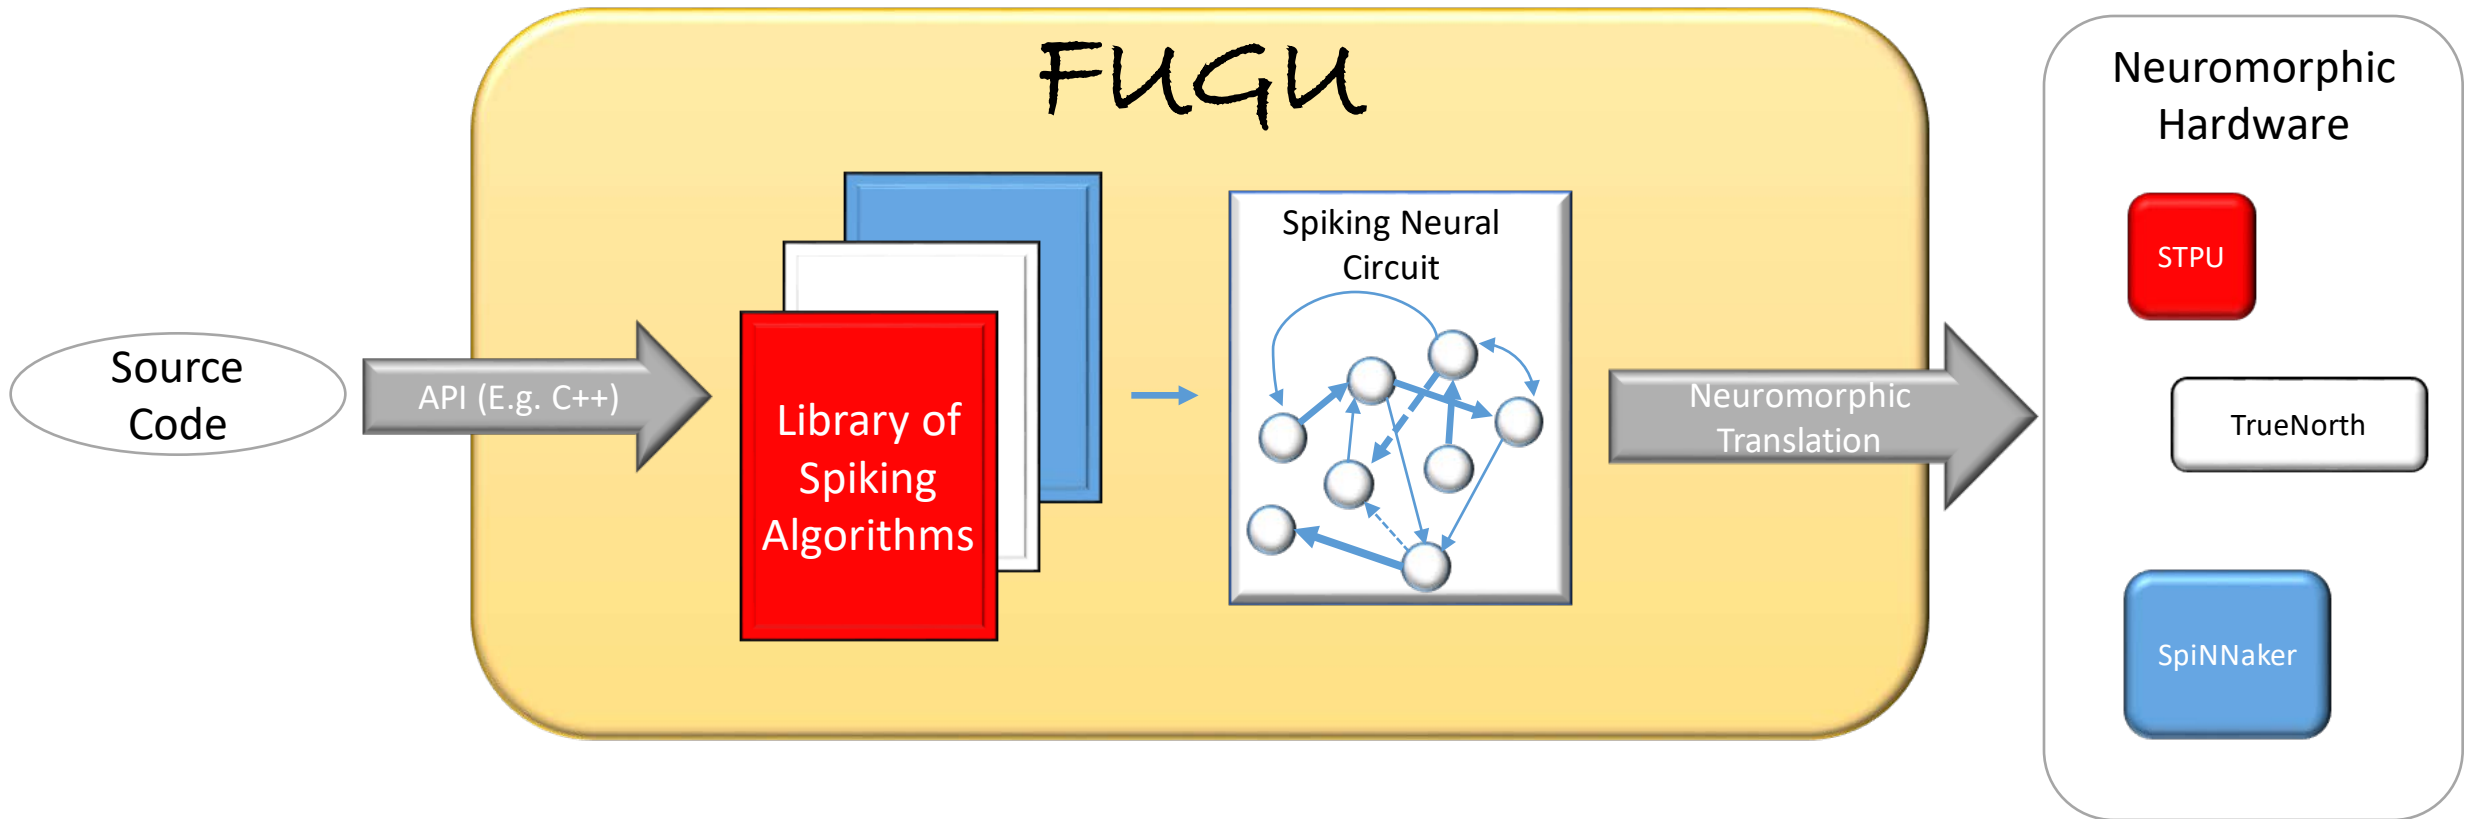 FUGU
Source
Code
API (E.g. C++)
Library of
Spiking
Algorithms
Spiking Neural
Circuit
Neuromorphic
Translation
Neuromorphic
Hardware
STPU
TrueNorth
SpiNNaker